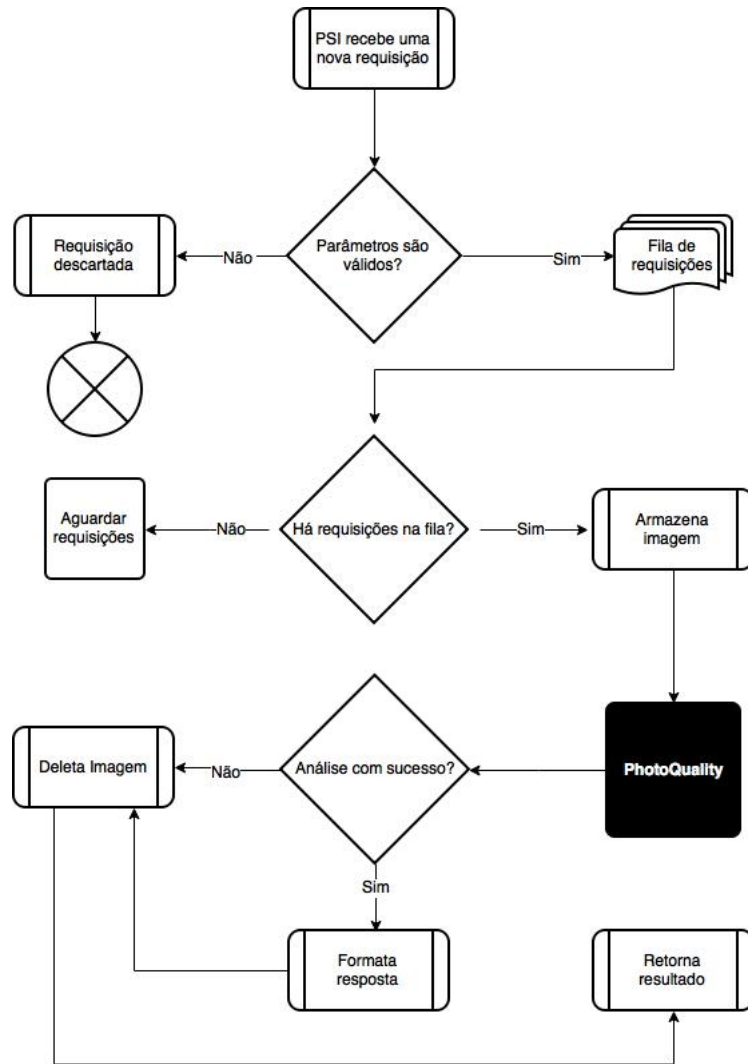 PSI recebe uma
nova requisição
Requisição
descartada
Não
Parâmetros são
válidos?
Sim
Fila de
requisições
Aguardar
requisições
Não
Há requisições na fila?
Sim
Armazena
imagem
Deleta Imagem
Não
Análise com sucesso?
PhotoQuality
Sim
Formata
resposta
Retorna
resultado